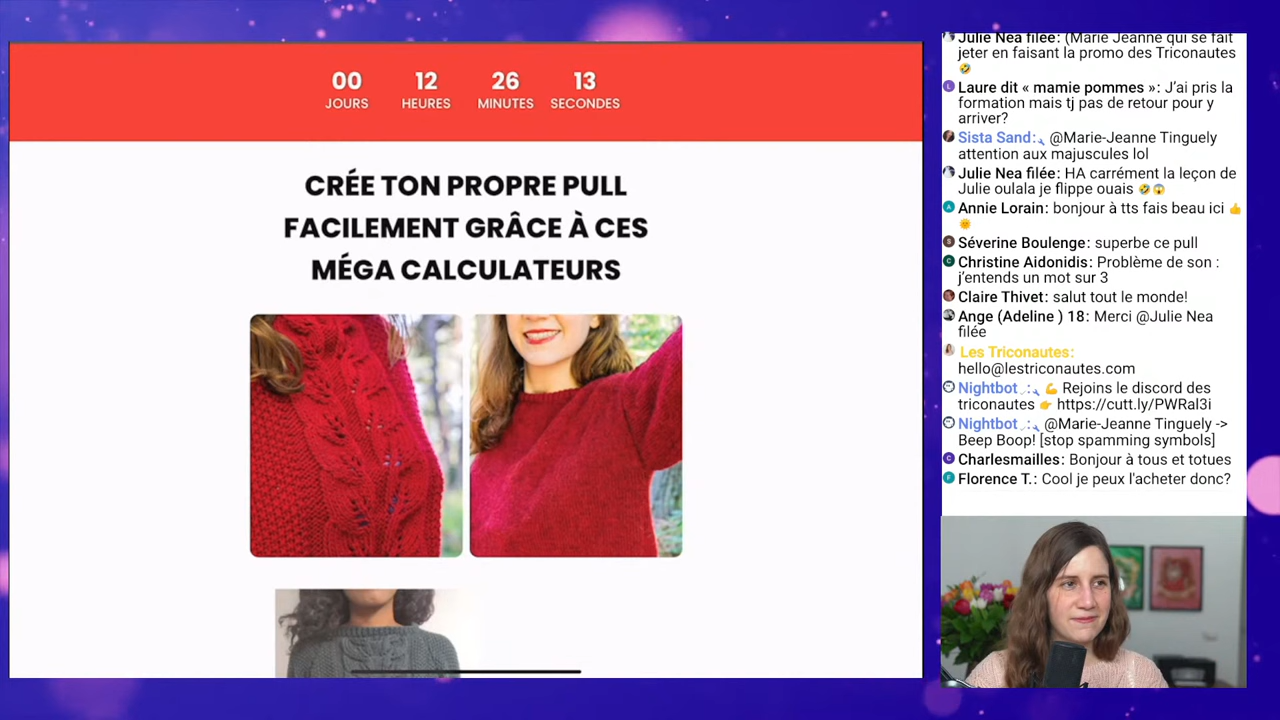 00 12 26 13
JOURS HEURES MINUTES SECONDES
CRÉE TON PROPRE PULL
FACILEMENT GRÂCE À CES
MÉGA CALCULATEURS
Julie Nea filée: (Marie Jeanne qui se fait
jeter en faisant la promo des Triconautes
🤣
Laure dit « mamie pommes »: J'ai pris la
formation mais tj pas de retour pour y
arriver?
Sista Sand: @Marie-Jeanne Tinguely
attention aux majuscules lol
Julie Nea filée: HA carrément la leçon de
Julie oulala je flippe ouais 🤣😱
Annie Lorain: bonjour à tts fais beau ici 👍
🌞
Séverine Boulenge: superbe ce pull
Christine Aidonidis: Problème de son :
j'entends un mot sur 3
Claire Thivet: salut tout le monde!
Ange (Adeline ) 18: Merci @Julie Nea
filée
Les Triconautes:
hello@lestriconautes.com
Nightbot : 💪 Rejoins le discord des
triconautes 👉 https://cutt.ly/PWRal3i
Nightbot : @Marie-Jeanne Tinguely ->
Beep Boop! [stop spamming symbols]
Charlesmailles: Bonjour à tous et totues
Florence T.: Cool je peux l'acheter donc?